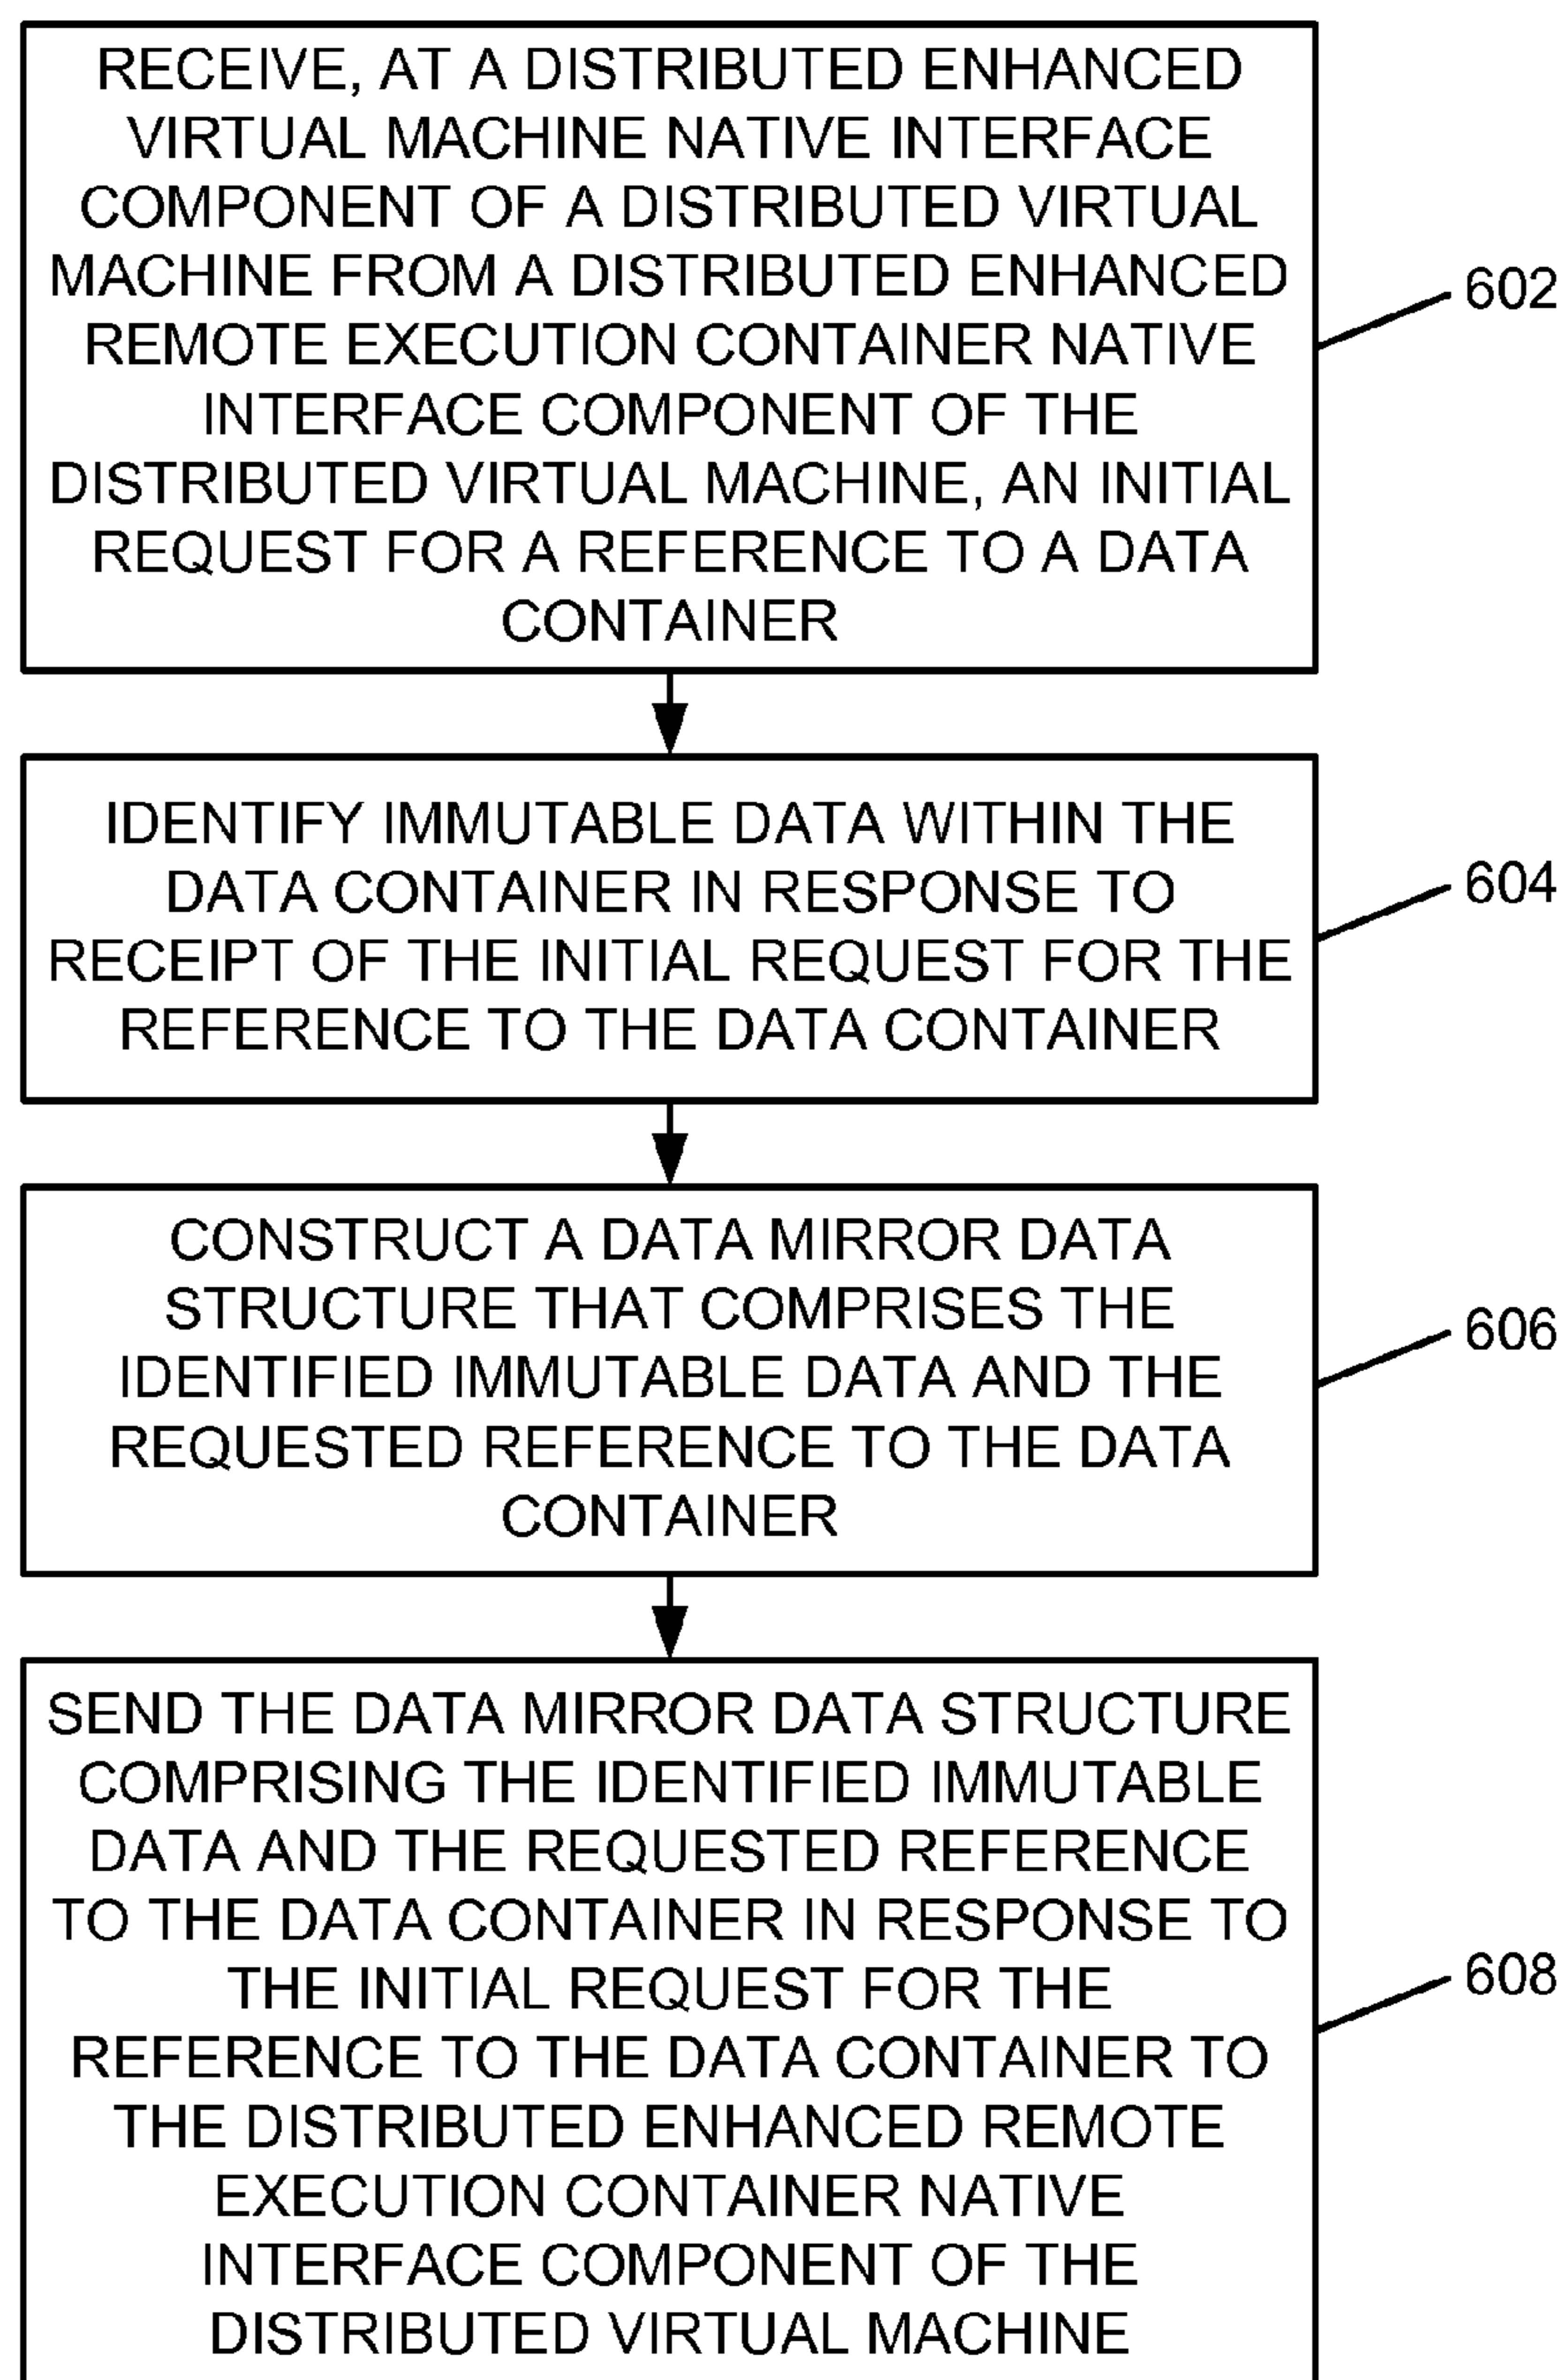 RECEIVE, AT A DISTRIBUTED ENHANCED
VIRTUAL MACHINE NATIVE INTERFACE
COMPONENT OF A DISTRIBUTED VIRTUAL
MACHINE FROM A DISTRIBUTED ENHANCED
REMOTE EXECUTION CONTAINER NATIVE
INTERFACE COMPONENT OF THE
DISTRIBUTED VIRTUAL MACHINE, AN INITIAL
REQUEST FOR A REFERENCE TO A DATA
CONTAINER
602
IDENTIFY IMMUTABLE DATA WITHIN THE
DATA CONTAINER IN RESPONSE TO
RECEIPT OF THE INITIAL REQUEST FOR THE
REFERENCE TO THE DATA CONTAINER
604
CONSTRUCT A DATA MIRROR DATA
STRUCTURE THAT COMPRISES THE
IDENTIFIED IMMUTABLE DATA AND THE
REQUESTED REFERENCE TO THE DATA
CONTAINER
606
SEND THE DATA MIRROR DATA STRUCTURE
COMPRISING THE IDENTIFIED IMMUTABLE
DATA AND THE REQUESTED REFERENCE
TO THE DATA CONTAINER IN RESPONSE TO
THE INITIAL REQUEST FOR THE
REFERENCE TO THE DATA CONTAINER TO
THE DISTRIBUTED ENHANCED REMOTE
EXECUTION CONTAINER NATIVE
INTERFACE COMPONENT OF THE
DISTRIBUTED VIRTUAL MACHINE
608